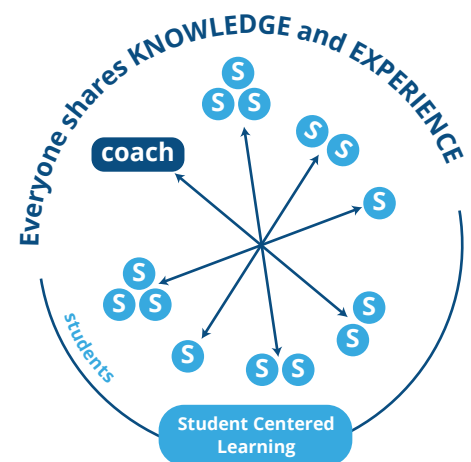 Everyone shares KNOWLEDGE and EXPERIENCE
S
S S
S S
coach
S
S
S S
S
S
S
S S
students
Student Centered
Learning